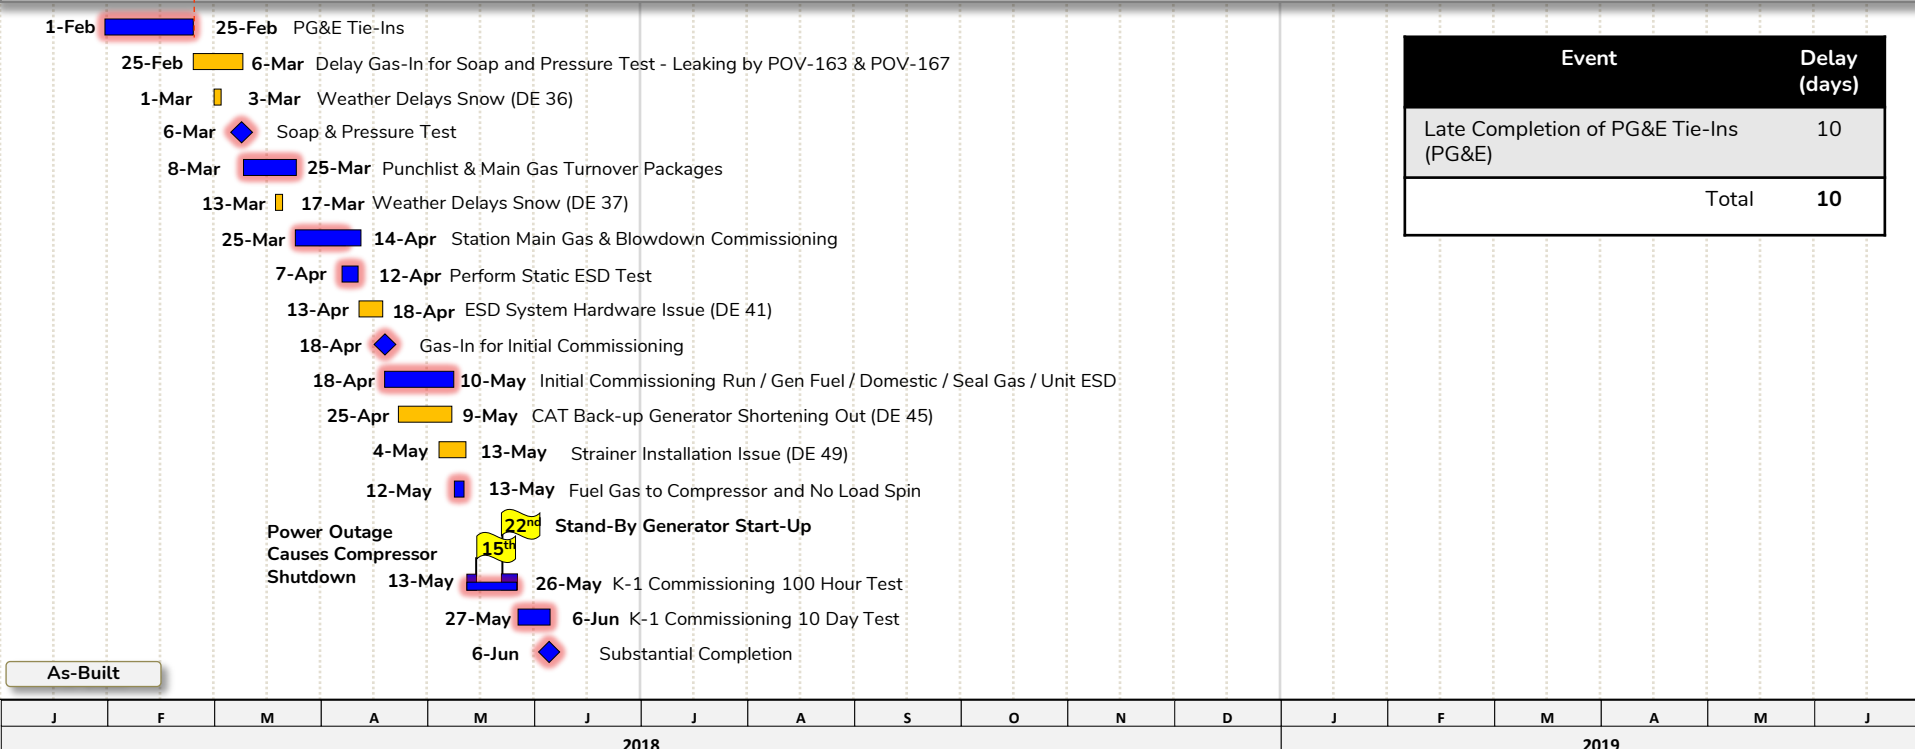 1-Feb 25-Feb PG&E Tie-Ins
25-Feb 6-Mar Delay Gas-In for Soap and Pressure Test - Leaking by POV-163 & POV-167
1-Mar 3-Mar Weather Delays Snow (DE 36)
6-Mar Soap & Pressure Test
8-Mar 25-Mar Punchlist & Main Gas Turnover Packages
13-Mar 17-Mar Weather Delays Snow (DE 37)
25-Mar 14-Apr Station Main Gas & Blowdown Commissioning
7-Apr 12-Apr Perform Static ESD Test
13-Apr 18-Apr ESD System Hardware Issue (DE 41)
18-Apr Gas-In for Initial Commissioning
18-Apr 10-May Initial Commissioning Run / Gen Fuel / Domestic / Seal Gas / Unit ESD
25-Apr 9-May CAT Back-up Generator Shortening Out (DE 45)
4-May 13-May Strainer Installation Issue (DE 49)
12-May 13-May Fuel Gas to Compressor and No Load Spin
22nd Stand-By Generator Start-Up
Power Outage
Causes Compressor
Shutdown
15th
13-May 26-May K-1 Commissioning 100 Hour Test
27-May 6-Jun K-1 Commissioning 10 Day Test
6-Jun Substantial Completion
Event Delay
(days)
Late Completion of PG&E Tie-Ins 10
(PG&E)
Total 10
As-Built
J F M A M J J A S O N D J F M A M J
2018 2019